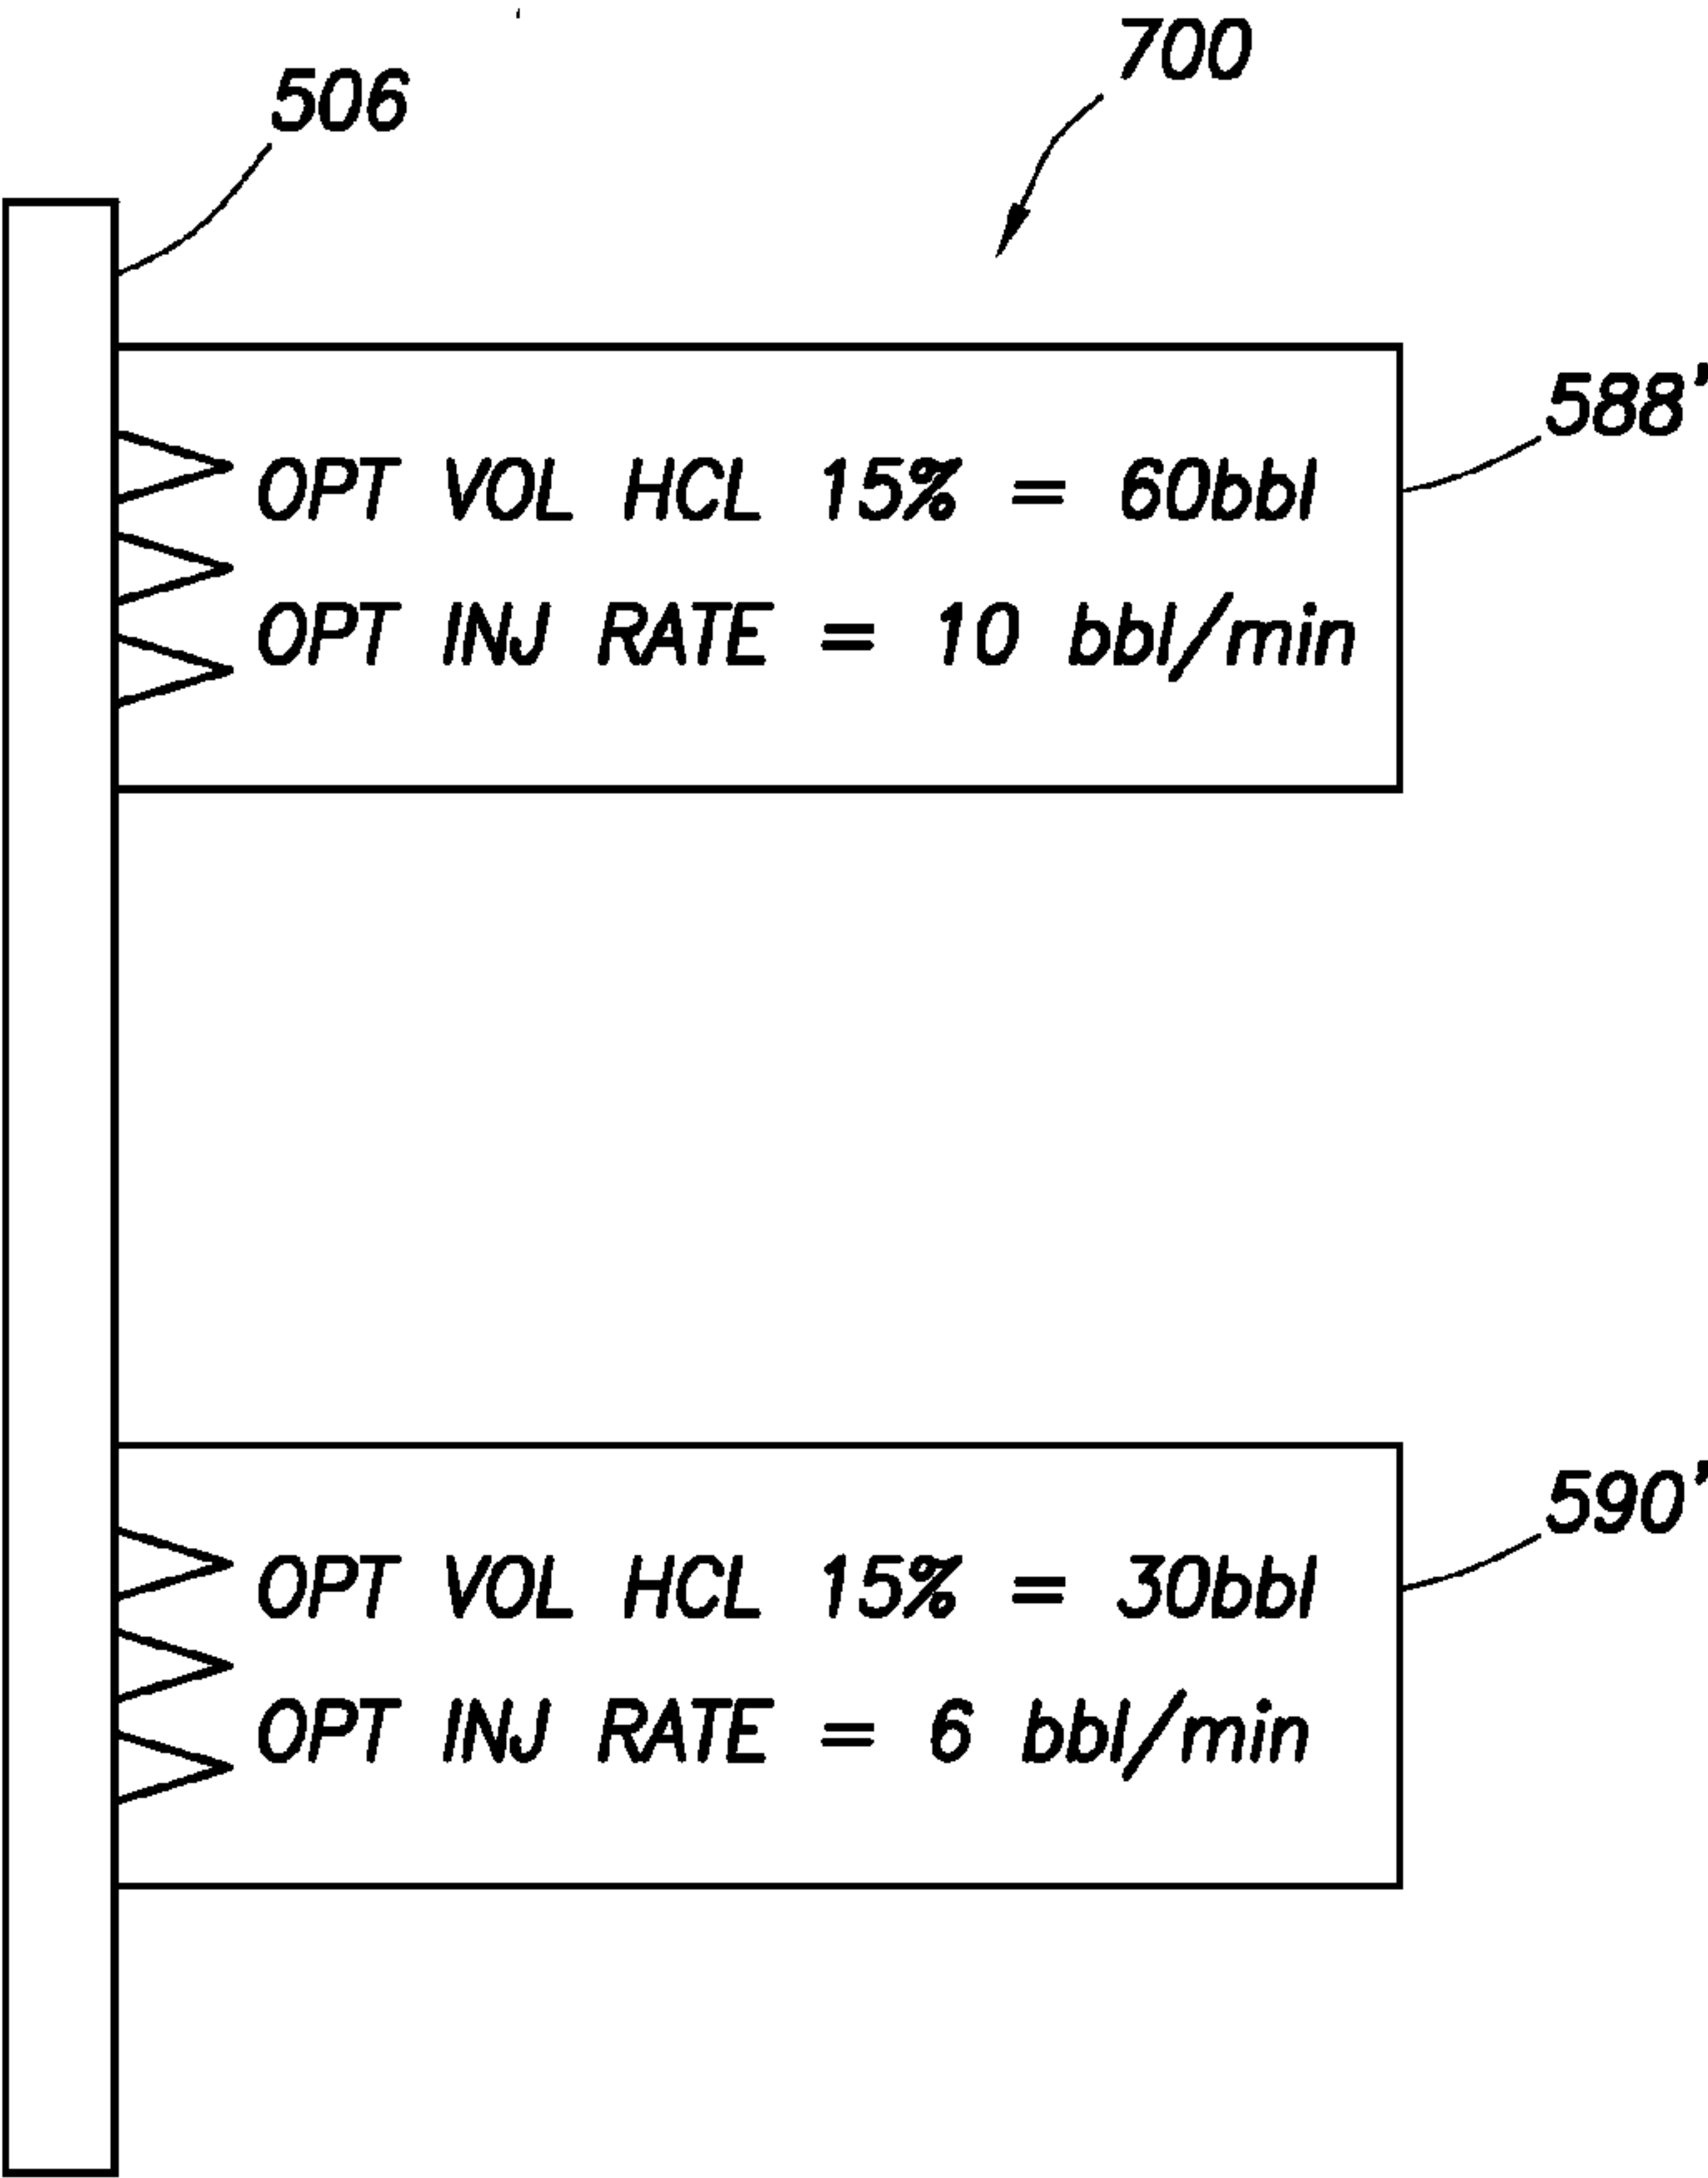 700
506
588'
OPT VOL HCL 15% = 60bbl
OPT INJ RATE = 10 bbl/min
590'
OPT VOL HCL 15% = 30bbl
OPT INJ RATE = 6 bbl/min